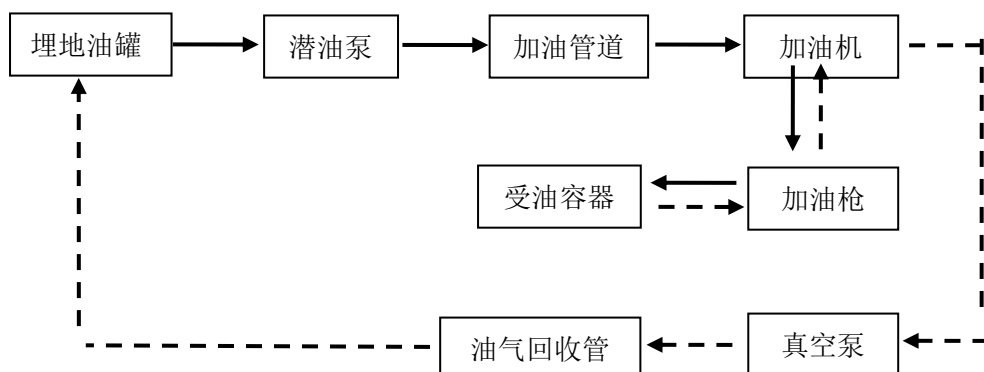 埋地油罐
潜油泵
加油管道
加油机
受油容器
加油枪
油气回收管
真空泵